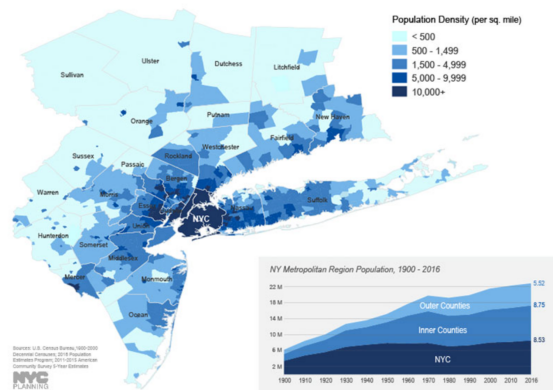 Population Density (per sq. mile)
< 500
500 - 1,499
1,500 - 4,999
5,000 - 9,999
10,000+
Sullivan
Ulster
Dutchess
Litchfield
Orange
Putnam
New Haven
Fairfield
Westchester
Rockland
Sussex
Passaic
Bergen
Warren
Morris
Essex
NYC
Nassau
Suffolk
Union
Hunterdon
Somerset
Middlesex
Mercer
Monmouth
Ocean
NY Metropolitan Region Population, 1900 - 2016
22 M
18 M
14 M
10 M
6 M
2 M
Outer Counties
Inner Counties
NYC
5.52
8.75
8.53
1900 1910 1920 1930 1940 1950 1960 1970 1980 1990 2000 2010 2016
Sources: U.S. Census Bureau, 1900-2000
Decennial Censuses; 2016 Population
Estimates Program; 2011-2015 American
Community Survey 5-Year Estimates
NYC
PLANNING